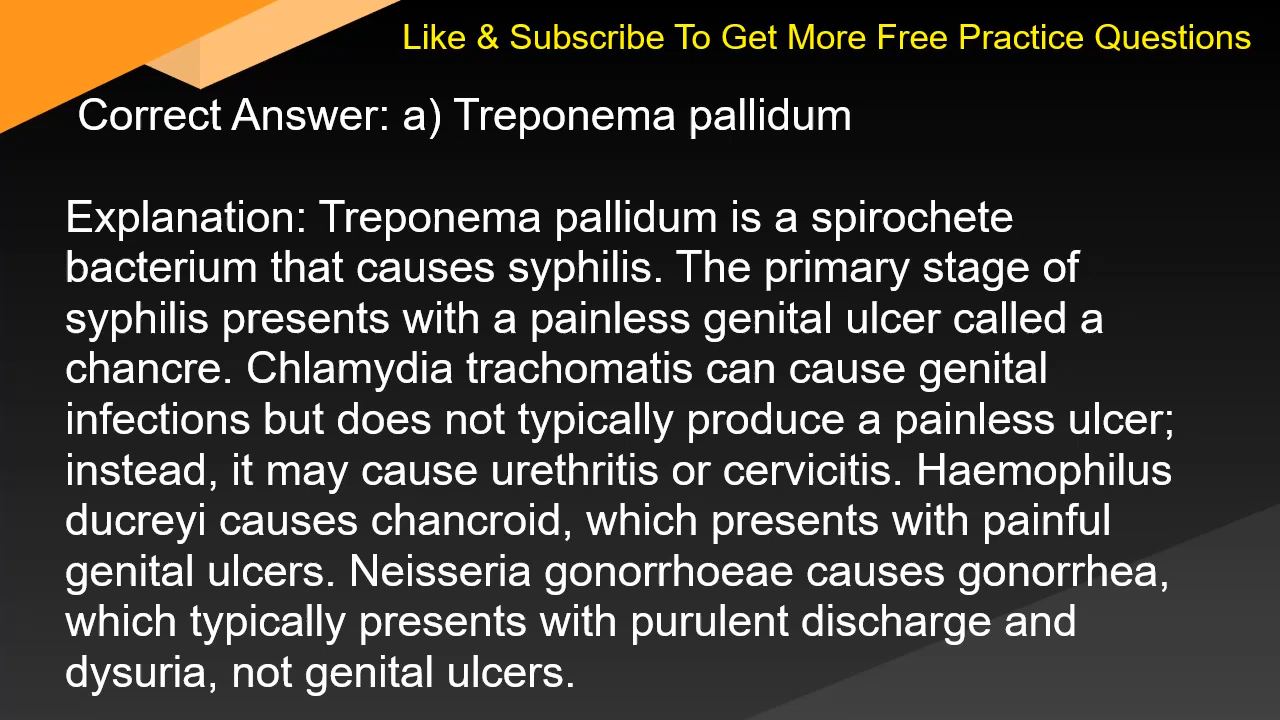 Like & Subscribe To Get More Free Practice Questions
Correct Answer: a) Treponema pallidum
Explanation: Treponema pallidum is a spirochete
bacterium that causes syphilis. The primary stage of
syphilis presents with a painless genital ulcer called a
chancre. Chlamydia trachomatis can cause genital
infections but does not typically produce a painless ulcer;
instead, it may cause urethritis or cervicitis. Haemophilus
ducreyi causes chancroid, which presents with painful
genital ulcers. Neisseria gonorrhoeae causes gonorrhea,
which typically presents with purulent discharge and
dysuria, not genital ulcers.